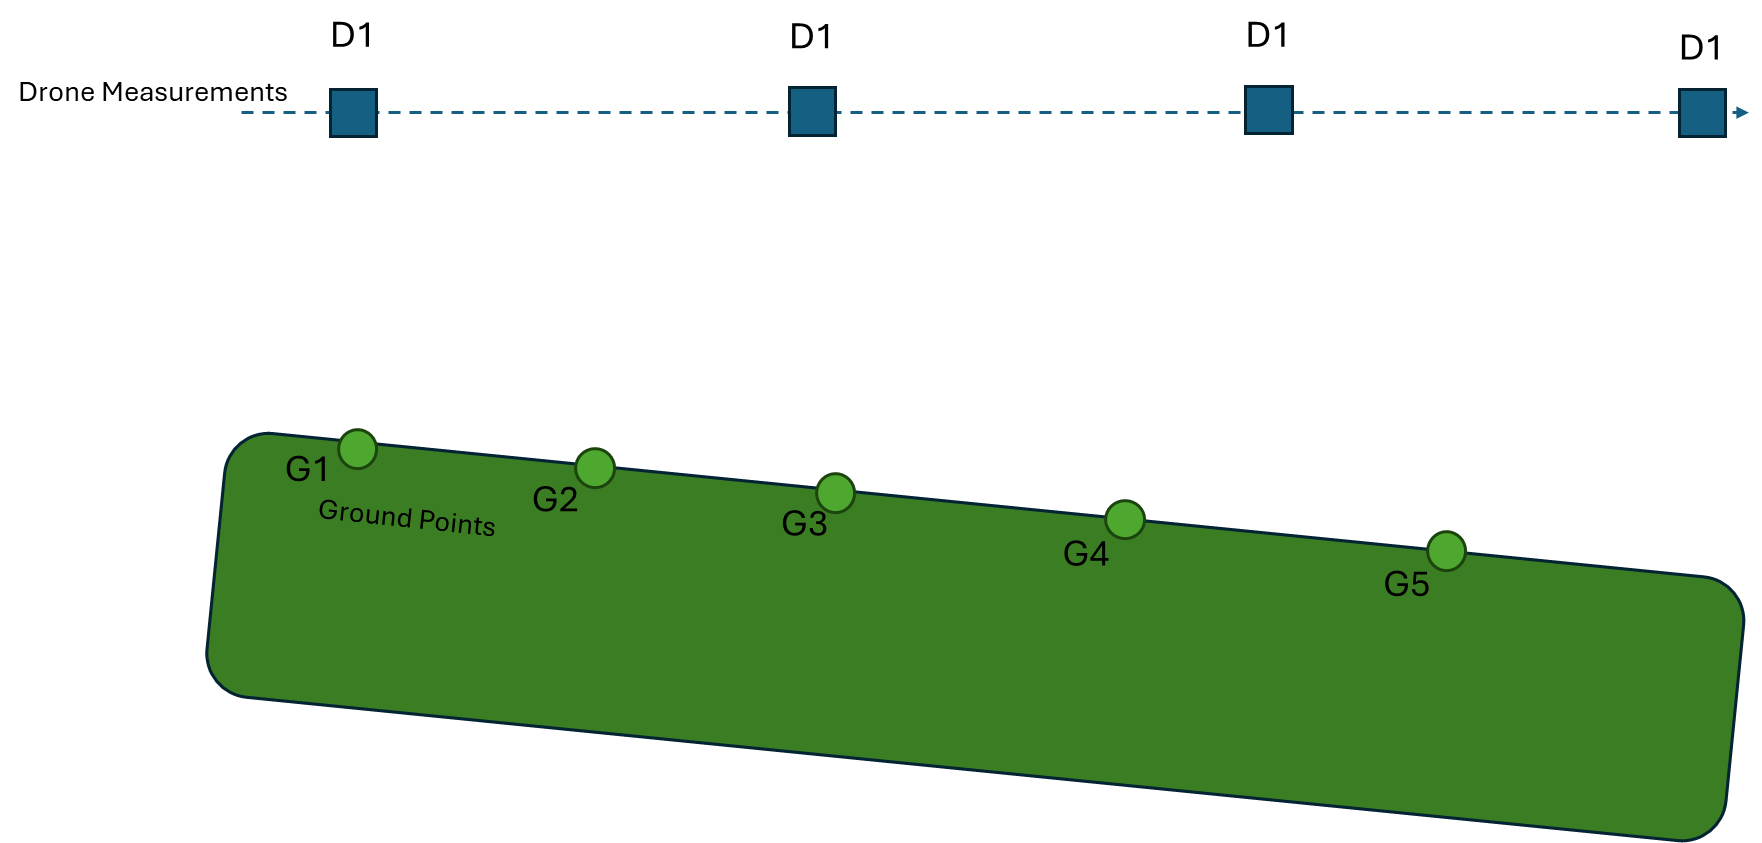 D1
D1
D1
D1
Drone Measurements
G1
G2
G3
G4
G5
Ground Points